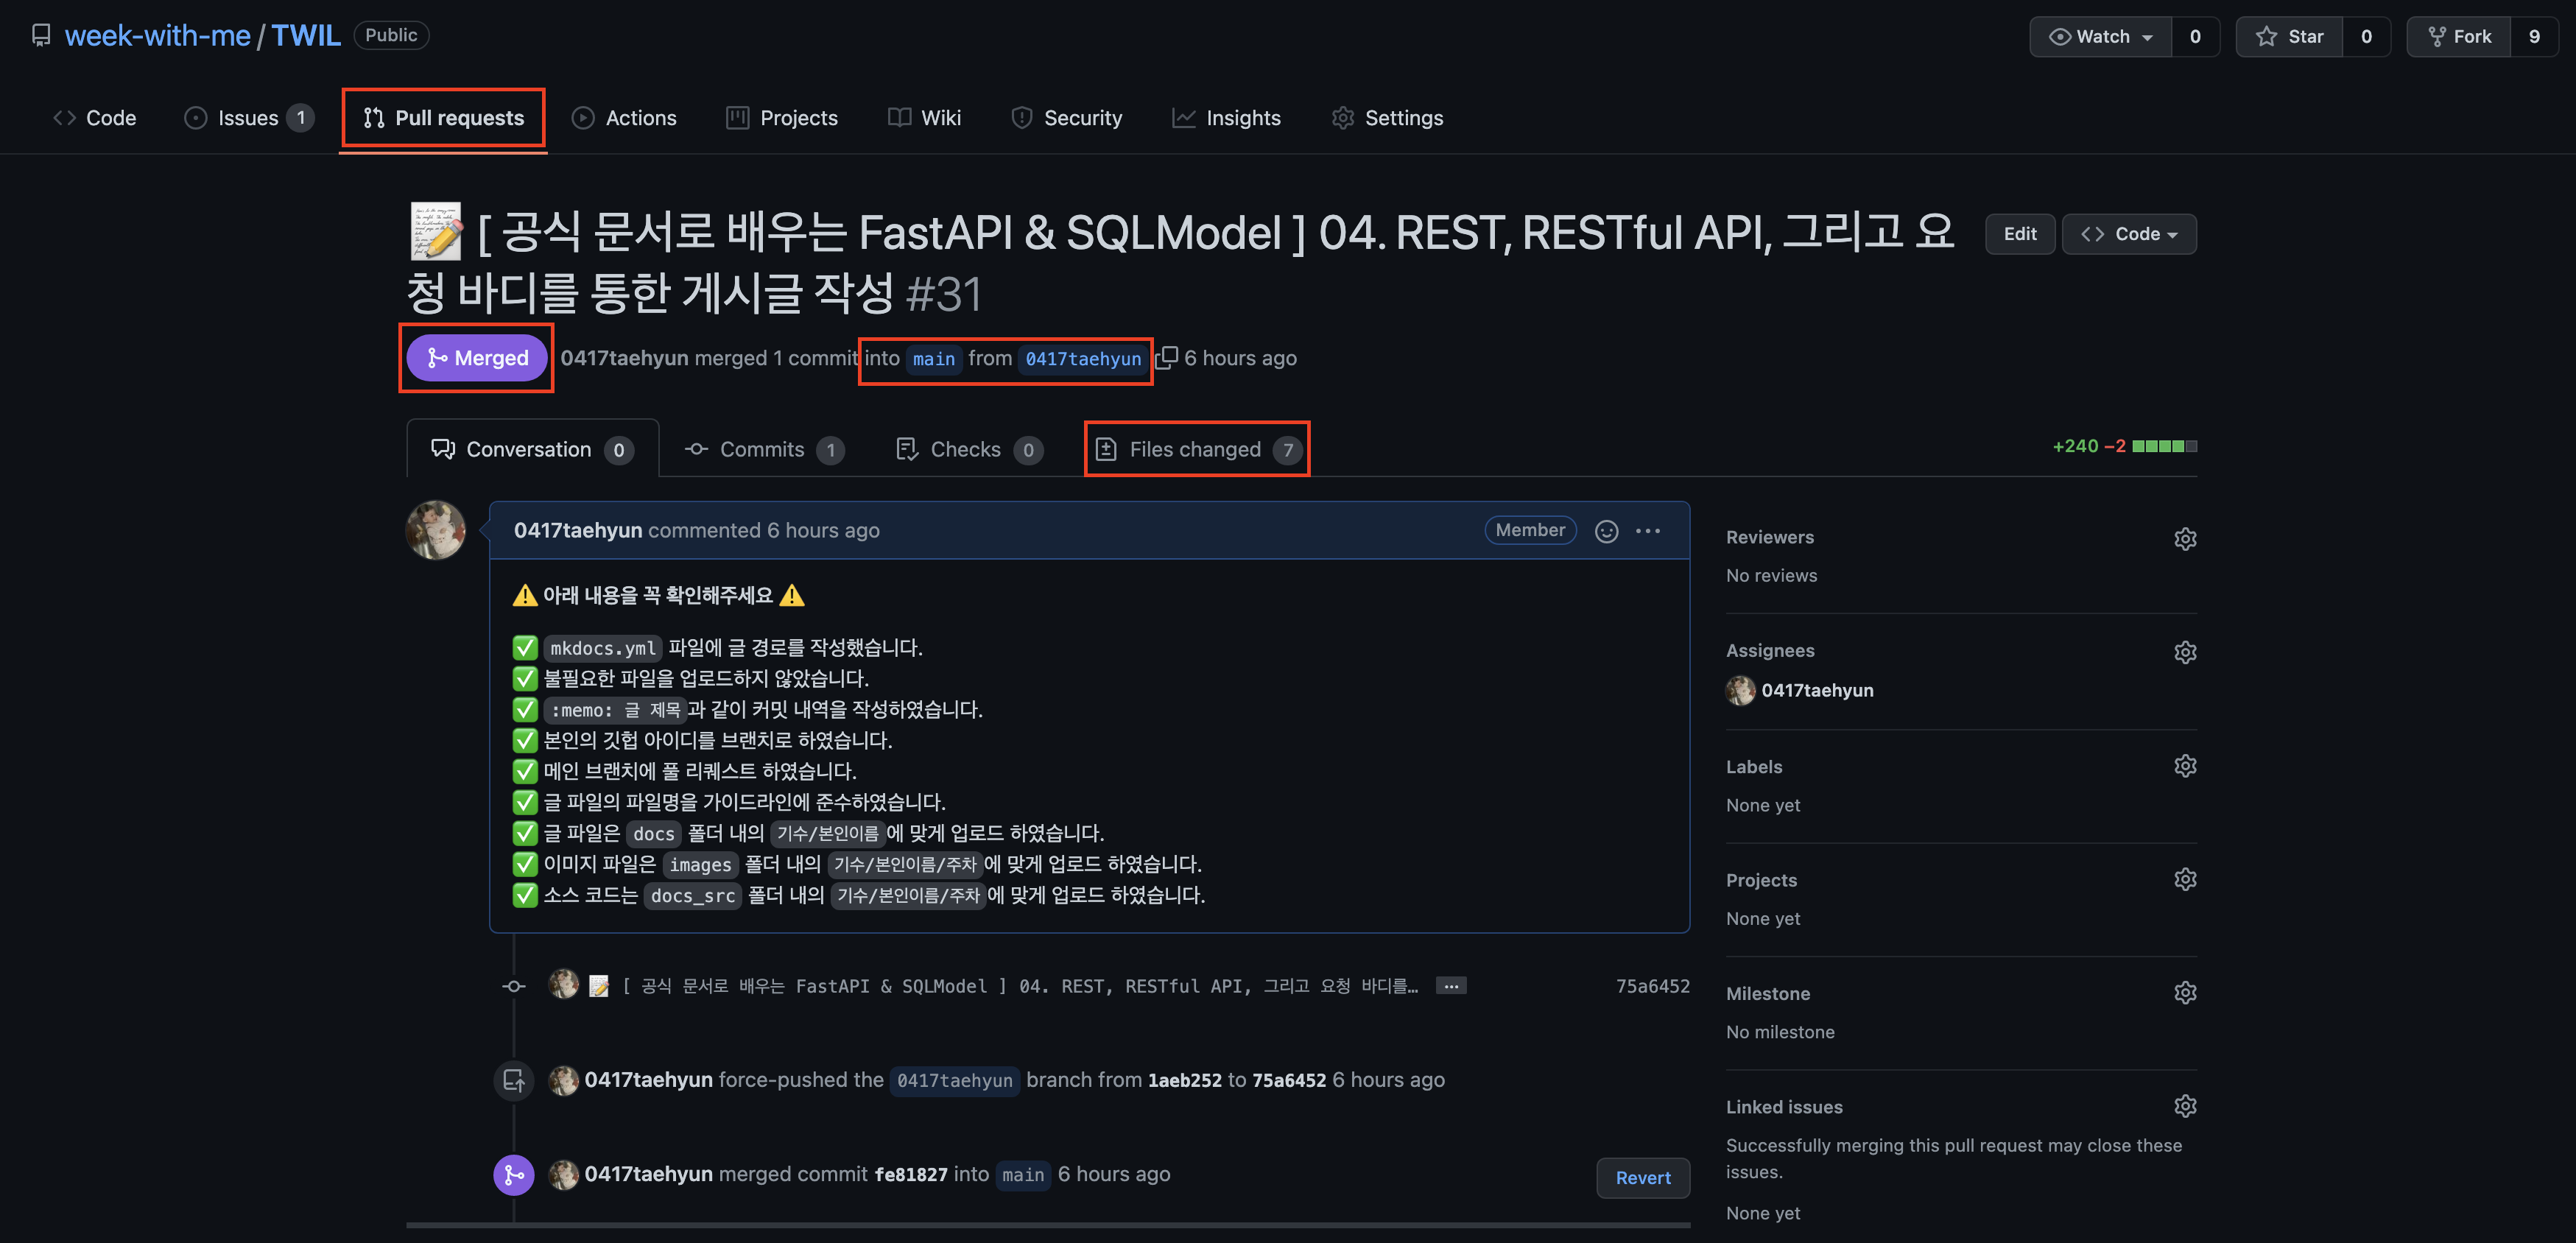 week-with-me / TWIL Public
Watch 0 Star 0 Fork 9
Code Issues 1 Pull requests Actions Projects Wiki Security Insights Settings
📝 [ 공식 문서로 배우는 FastAPI & SQLModel ] 04. REST, RESTful API, 그리고 요
청 바디를 통한 게시글 작성 #31
Edit Code
Merged 0417taehyun merged 1 commit into main from 0417taehyun 6 hours ago
Conversation 0 Commits 1 Checks 0 Files changed 7
+240 −2
0417taehyun commented 6 hours ago Member
⚠️ 아래 내용을 꼭 확인해주세요 ⚠️
✅ mkdocs.yml 파일에 글 경로를 작성했습니다.
✅ 불필요한 파일을 업로드하지 않았습니다.
✅ :memo: 글 제목과 같이 커밋 내역을 작성하였습니다.
✅ 본인의 깃헙 아이디를 브랜치로 하였습니다.
✅ 메인 브랜치에 풀 리퀘스트 하였습니다.
✅ 글 파일의 파일명을 가이드라인에 준수하였습니다.
✅ 글 파일은 docs 폴더 내의 기수/본인이름에 맞게 업로드 하였습니다.
✅ 이미지 파일은 images 폴더 내의 기수/본인이름/주차에 맞게 업로드 하였습니다.
✅ 소스 코드는 docs_src 폴더 내의 기수/본인이름/주차에 맞게 업로드 하였습니다.
📝 [ 공식 문서로 배우는 FastAPI & SQLModel ] 04. REST, RESTful API, 그리고 요청 바디를… ... 75a6452
0417taehyun force-pushed the 0417taehyun branch from 1aeb252 to 75a6452 6 hours ago
0417taehyun merged commit fe81827 into main 6 hours ago
Revert
Reviewers
No reviews
Assignees
0417taehyun
Labels
None yet
Projects
None yet
Milestone
No milestone
Linked issues
Successfully merging this pull request may close these
issues.
None yet